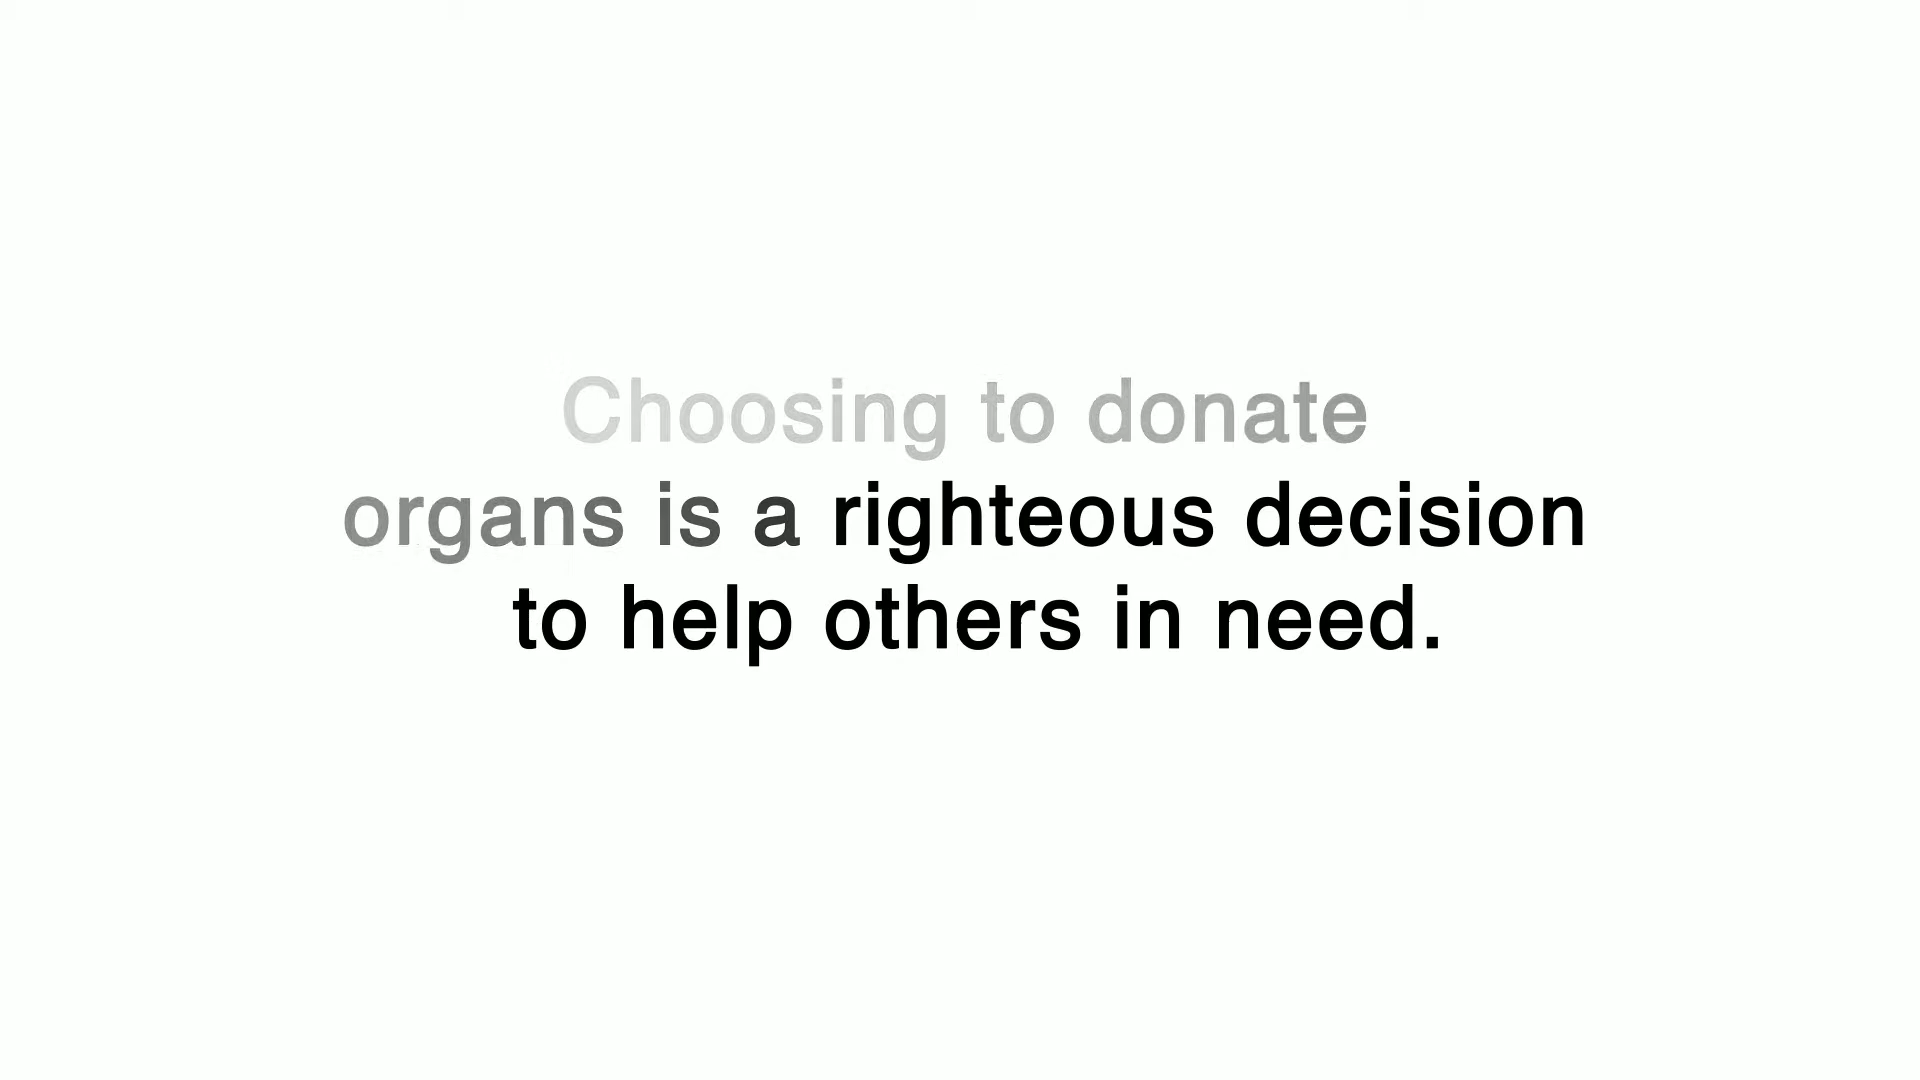 Choosing to donate
organs is a righteous decision
to help others in need.